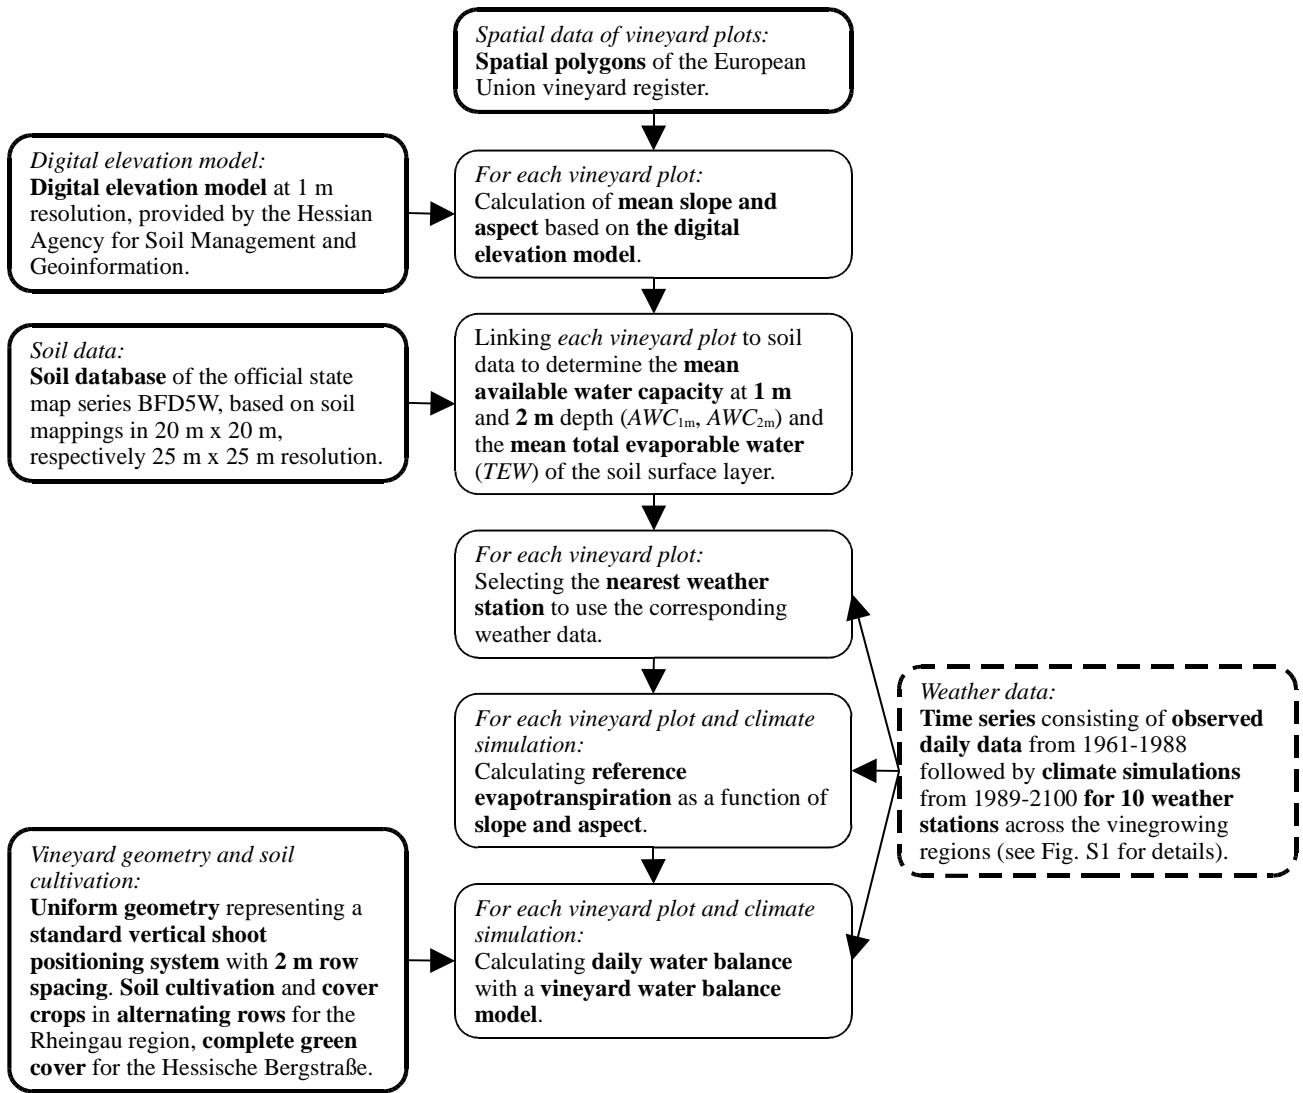 Spatial data of vineyard plots:
Spatial polygons of the European
Union vineyard register.
Digital elevation model:
Digital elevation model at 1 m
resolution, provided by the Hessian
Agency for Soil Management and
Geoinformation.
For each vineyard plot:
Calculation of mean slope and
aspect based on the digital
elevation model.
Soil data:
Soil database of the official state
map series BFD5W, based on soil
mappings in 20 m x 20 m,
respectively 25 m x 25 m resolution.
Linking each vineyard plot to soil
data to determine the mean
available water capacity at 1 m
and 2 m depth (AWC1m, AWC2m) and
the mean total evaporable water
(TEW) of the soil surface layer.
For each vineyard plot:
Selecting the nearest weather
station to use the corresponding
weather data.
Weather data:
Time series consisting of observed
daily data from 1961-1988
followed by climate simulations
from 1989-2100 for 10 weather
stations across the vinegrowing
regions (see Fig. S1 for details).
For each vineyard plot and climate
simulation:
Calculating reference
evapotranspiration as a function of
slope and aspect.
Vineyard geometry and soil
cultivation:
Uniform geometry representing a
standard vertical shoot
positioning system with 2 m row
spacing. Soil cultivation and cover
crops in alternating rows for the
Rheingau region, complete green
cover for the Hessische Bergstraße.
For each vineyard plot and climate
simulation:
Calculating daily water balance
with a vineyard water balance
model.